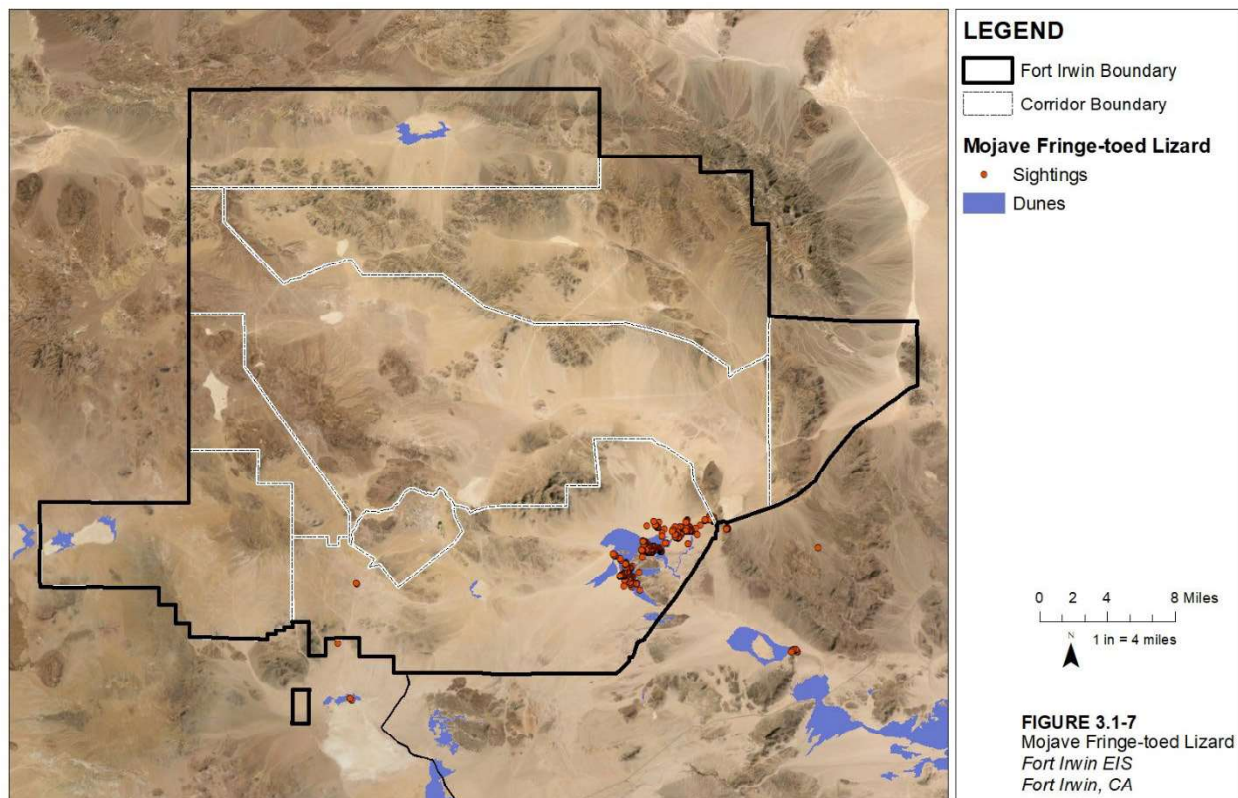 LEGEND
Fort Irwin Boundary
Corridor Boundary
Mojave Fringe-toed Lizard
Sightings
Dunes
0 2 4 8 Miles
N
1 in = 4 miles
FIGURE 3.1-7
Mojave Fringe-toed Lizard
Fort Irwin EIS
Fort Irwin, CA